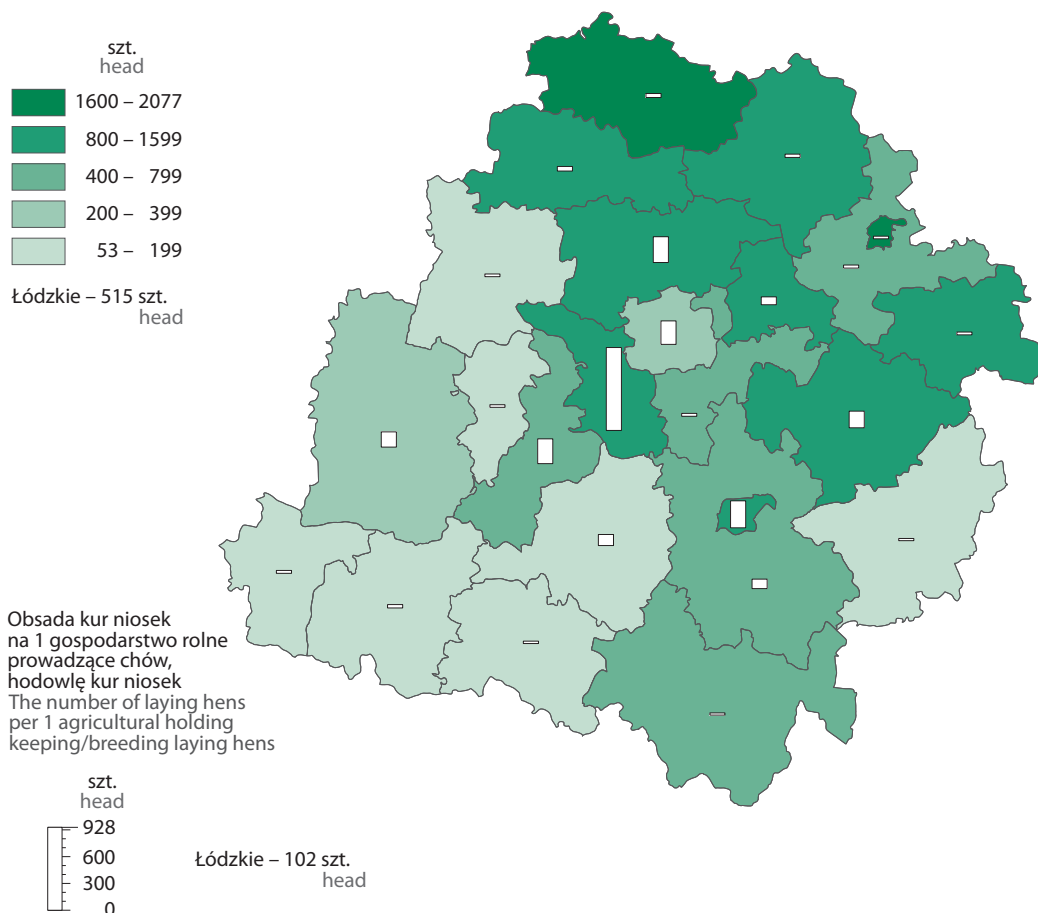 szt.
head
1600 – 2077
800 – 1599
400 – 799
200 – 399
53 – 199
Łódzkie – 515 szt.
head
Obsada kur niosek
na 1 gospodarstwo rolne
prowadzące chów,
hodowlę kur niosek
The number of laying hens
per 1 agricultural holding
keeping/breeding laying hens
szt.
head
928
600
300
0
Łódzkie – 102 szt.
head